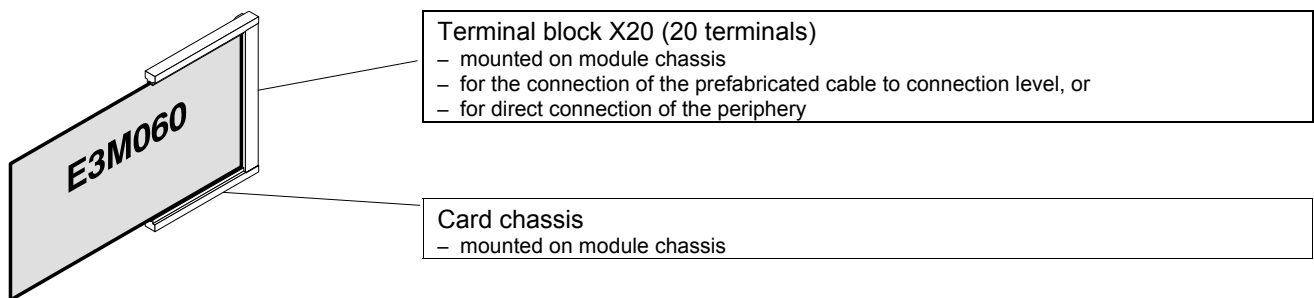 Terminal block X20 (20 terminals)
– mounted on module chassis
– for the connection of the prefabricated cable to connection level, or
– for direct connection of the periphery
E3M060
Card chassis
– mounted on module chassis